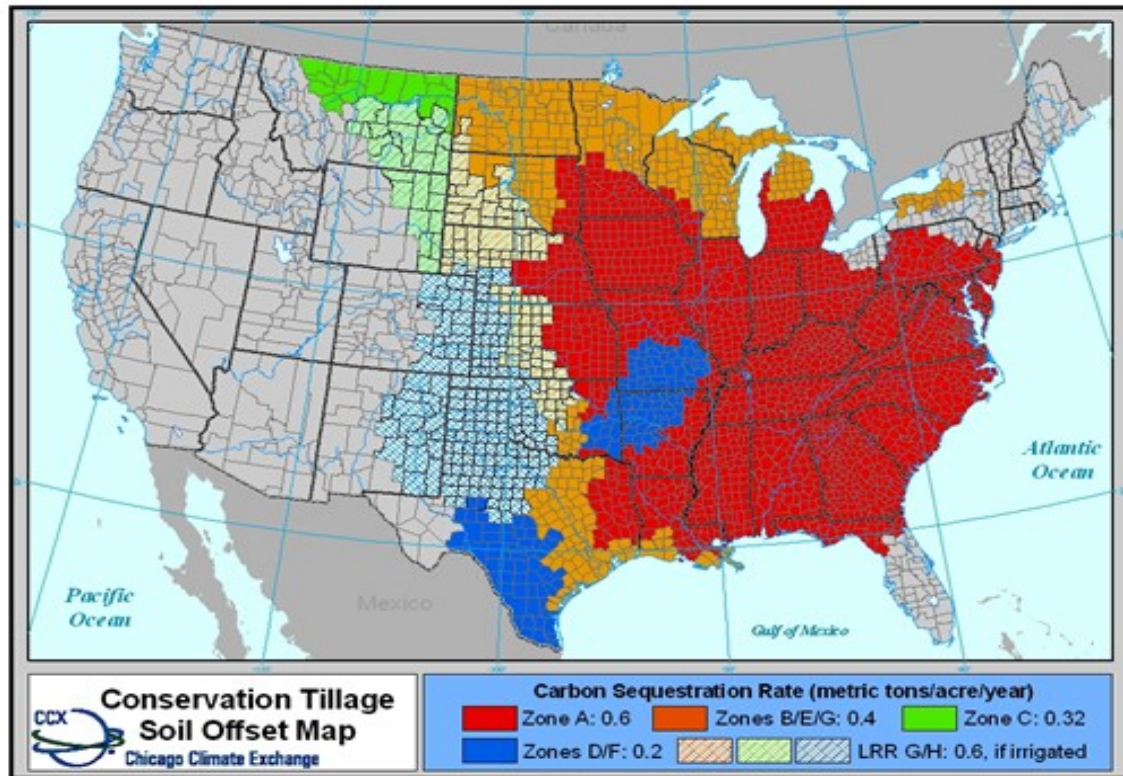 Canada
Atlantic
Ocean
Pacific
Ocean
Mexico
Gulf of Mexico
CCX
Conservation Tillage
Soil Offset Map
Chicago Climate Exchange
Carbon Sequestration Rate (metric tons/acre/year)
Zone A: 0.6 Zones B/E/G: 0.4 Zone C: 0.32
Zones D/F: 0.2 LRR G/H: 0.6, if irrigated